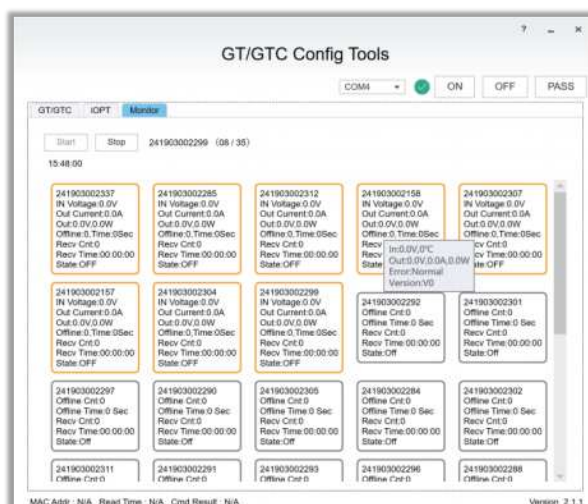 ? _ ×
GT/GTC Config Tools
COM4 ON OFF PASS
GT/GTC iOPT Monitor
Start Stop 241903002299 (08 / 35)
15:48:00
241903002337
IN Voltage:0.0V
Out Current:0.0A
Out:0.0V,0.0W
Offline:0,Time:0Sec
Recv Cnt:0
Recv Time:00:00:00
State:OFF
241903002285
IN Voltage:0.0V
Out Current:0.0A
Out:0.0V,0.0W
Offline:0,Time:0Sec
Recv Cnt:0
Recv Time:00:00:00
State:OFF
241903002312
IN Voltage:0.0V
Out Current:0.0A
Out:0.0V,0.0W
Offline:0,Time:0Sec
Recv Cnt:0
Recv Time:00:00:00
State:OFF
241903002158
IN Voltage:0.0V
Out Current:0.0A
Out:0.0V,0.0W
Offline:0,Time:0Sec
Recv
Recv
State
In:0.0V,0°C
Out:0.0V,0.0A,0.0W
Error:Normal
Version:V0
241903002307
IN Voltage:0.0V
Out Current:0.0A
Out:0.0V,0.0W
Offline:0,Time:0Sec
:00:00
OFF
241903002157
IN Voltage:0.0V
Out Current:0.0A
Out:0.0V,0.0W
Offline:0,Time:0Sec
Recv Cnt:0
Recv Time:00:00:00
State:OFF
241903002304
IN Voltage:0.0V
Out Current:0.0A
Out:0.0V,0.0W
Offline:0,Time:0Sec
Recv Cnt:0
Recv Time:00:00:00
State:OFF
241903002299
IN Voltage:0.0V
Out Current:0.0A
Out:0.0V,0.0W
Offline:0,Time:0Sec
Recv Cnt:0
Recv Time:00:00:00
State:OFF
241903002292
Offline Cnt:0
Offline Time:0 Sec
Recv Cnt:0
Recv Time:00:00:00
State:Off
241903002301
Offline Cnt:0
Offline Time:0 Sec
Recv Cnt:0
Recv Time:00:00:00
State:Off
241903002297
Offline Cnt:0
Offline Time:0 Sec
Recv Cnt:0
Recv Time:00:00:00
State:Off
241903002290
Offline Cnt:0
Offline Time:0 Sec
Recv Cnt:0
Recv Time:00:00:00
State:Off
241903002305
Offline Cnt:0
Offline Time:0 Sec
Recv Cnt:0
Recv Time:00:00:00
State:Off
241903002284
Offline Cnt:0
Offline Time:0 Sec
Recv Cnt:0
Recv Time:00:00:00
State:Off
241903002302
Offline Cnt:0
Offline Time:0 Sec
Recv Cnt:0
Recv Time:00:00:00
State:Off
241903002311
Offline Cnt:0
241903002291
Offline Cnt:0
241903002293
Offline Cnt:0
241903002296
Offline Cnt:0
241903002288
Offline Cnt:0
MAC Addr : N/A Read Time : N/A Cmd Result : N/A Version 2.1.1